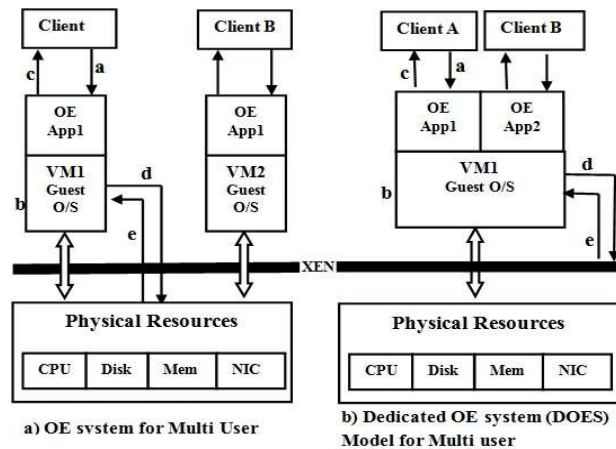 Client
c
a
OE
App1
VM1
Guest
O/S
b
d
e
Client B
OE
App1
VM2
Guest
O/S
XEN
Physical Resources
CPU Disk Mem NIC
a) OE system for Multi User
Client A
Client B
c
a
OE
App1
OE
App2
VM1
Guest O/S
b
d
e
Physical Resources
CPU Disk Mem NIC
b) Dedicated OE system (DOES)
Model for Multi user